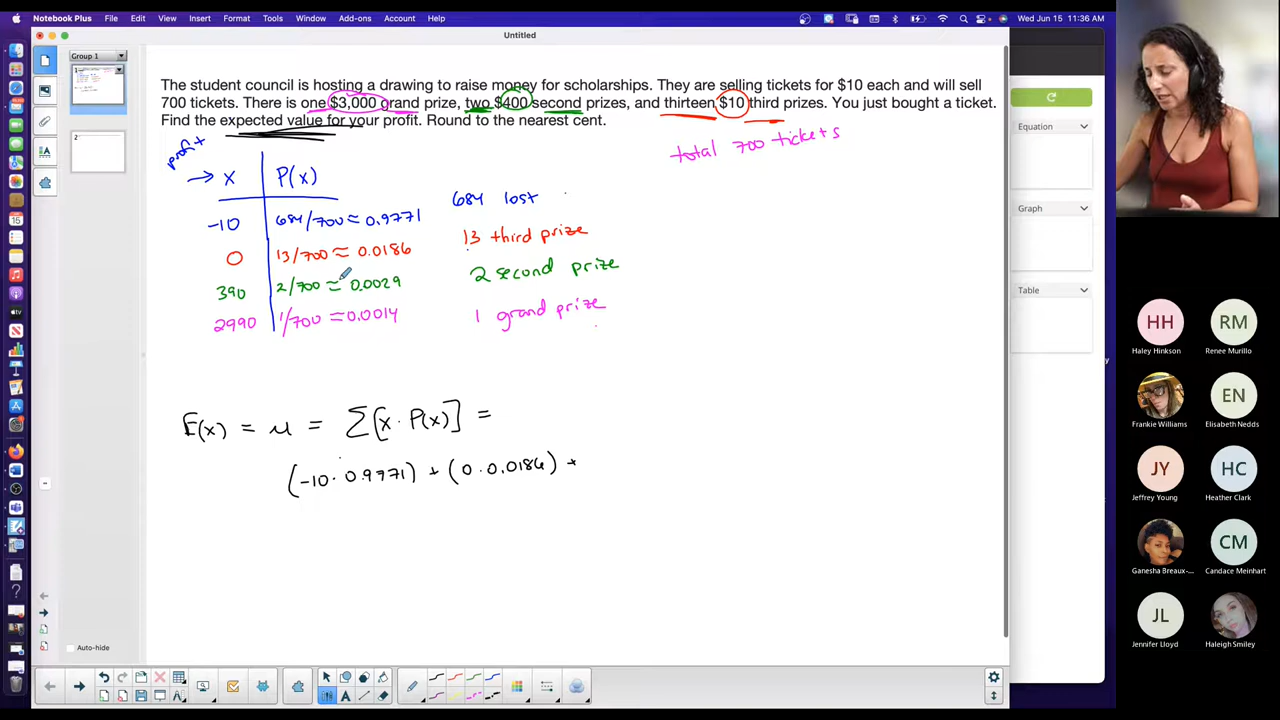 Notebook Plus File Edit View Insert Format Tools Add-ons Account Help
Wed Jun 15 11:36 AM
Untitled
Group 1
The student council is hosting a drawing to raise money for scholarships. They are selling tickets for $10 each and will sell
700 tickets. There is one $3,000 grand prize, two $400 second prizes, and thirteen $10 third prizes. You just bought a ticket.
Find the expected value for your profit. Round to the nearest cent.
total 700 tickets
profit
→ x P(x)
-10 684/700 ≈ 0.9771 684 lost
0 13/700 ≈ 0.0186 13 third prize
390 2/700 ≈ 0.0029 2 second prize
2990 1/700 ≈ 0.0014 1 grand prize
E(x) = μ = Σ[x · P(x)] =
(-10 · 0.9771) + (0 · 0.0186) +
2
Auto-hide
Equation
Graph
Table
HH
Haley Hinkson
RM
Renee Murillo
Frankie Williams
EN
Elisabeth Nedds
JY
Jeffrey Young
HC
Heather Clark
Ganesha Breaux-...
CM
Candace Meinhart
JL
Jennifer Lloyd
Haleigh Smiley